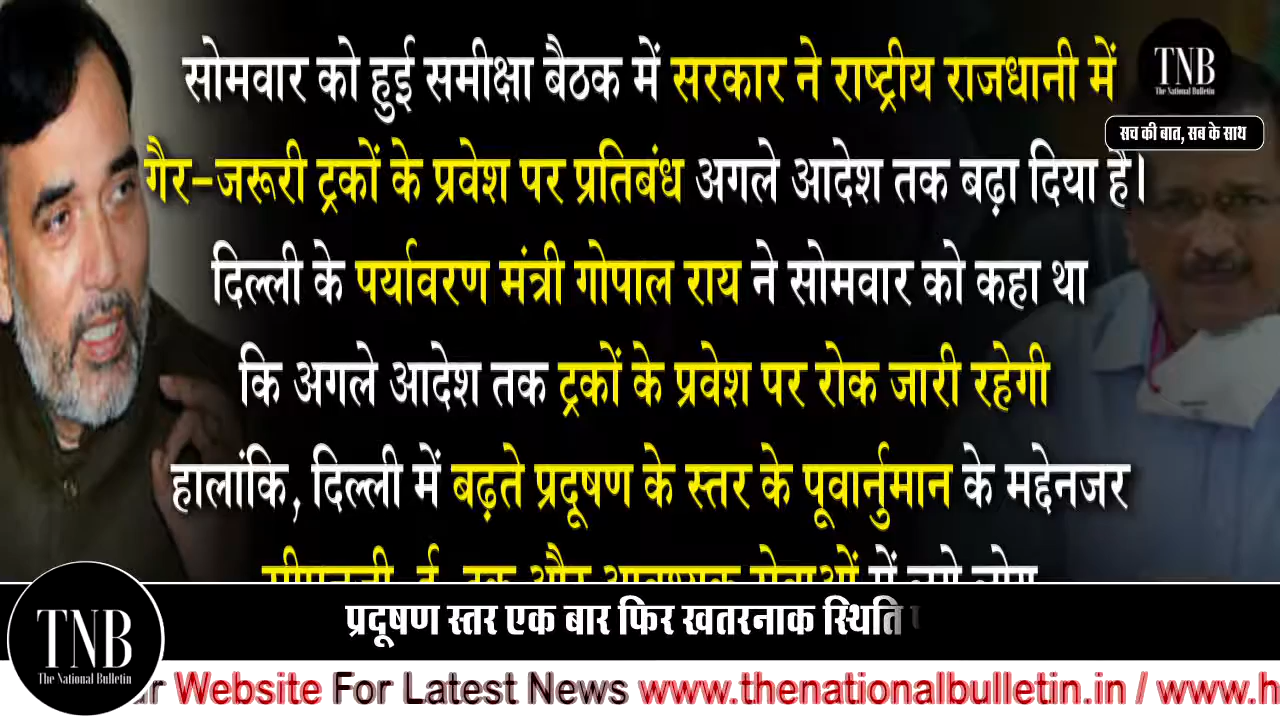 सोमवार को हुई समीक्षा बैठक में सरकार ने राष्ट्रीय राजधानी में
TNB
The National Bulletin
सच की बात, सब के साथ
गैर-जरूरी ट्रकों के प्रवेश पर प्रतिबंध अगले आदेश तक बढ़ा दिया है।
दिल्ली के पर्यावरण मंत्री गोपाल राय ने सोमवार को कहा था
कि अगले आदेश तक ट्रकों के प्रवेश पर रोक जारी रहेगी
हालांकि, दिल्ली में बढ़ते प्रदूषण के स्तर के पूवार्नुमान के मद्देनजर
प्रदूषण स्तर एक बार फिर खतरनाक स्थिति
TNB
The National Bulletin
Website For Latest News www.thenationalbulletin.in / www.h